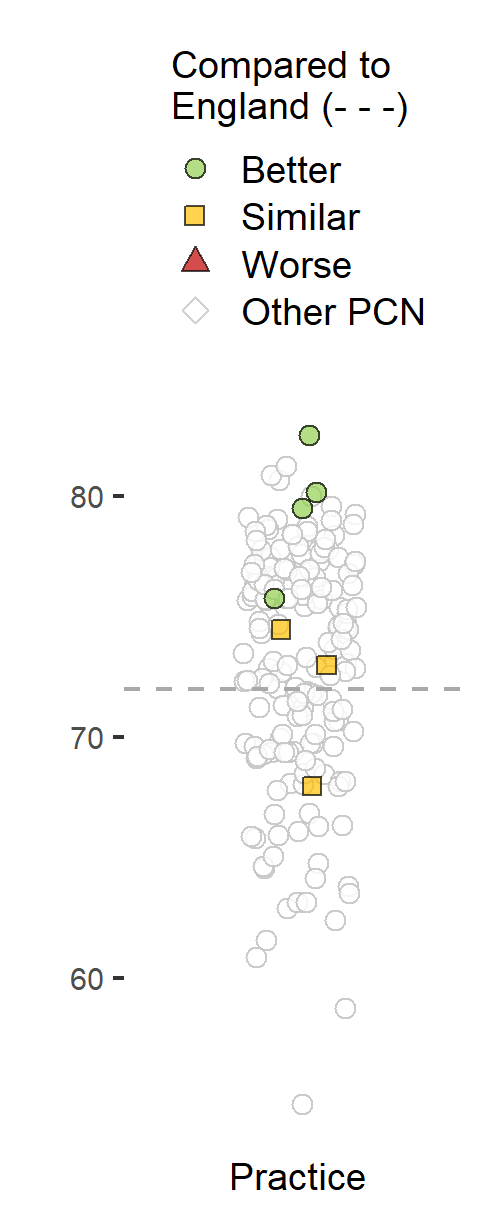 Compared to
England (- - -)
Better
Similar
Worse
Other PCN
80
70
60
Practice